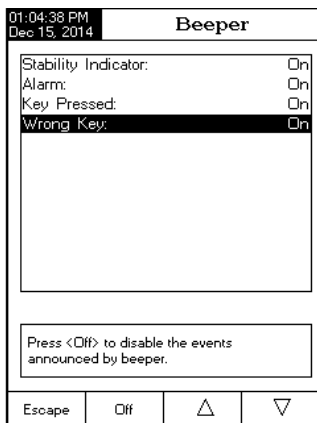 01:04:38 PM
Dec 15, 2014
Beeper
Stability Indicator: On
Alarm: On
Key Pressed: On
Wrong Key: On
Press <Off> to disable the events
announced by beeper.
Escape Off △ ▽